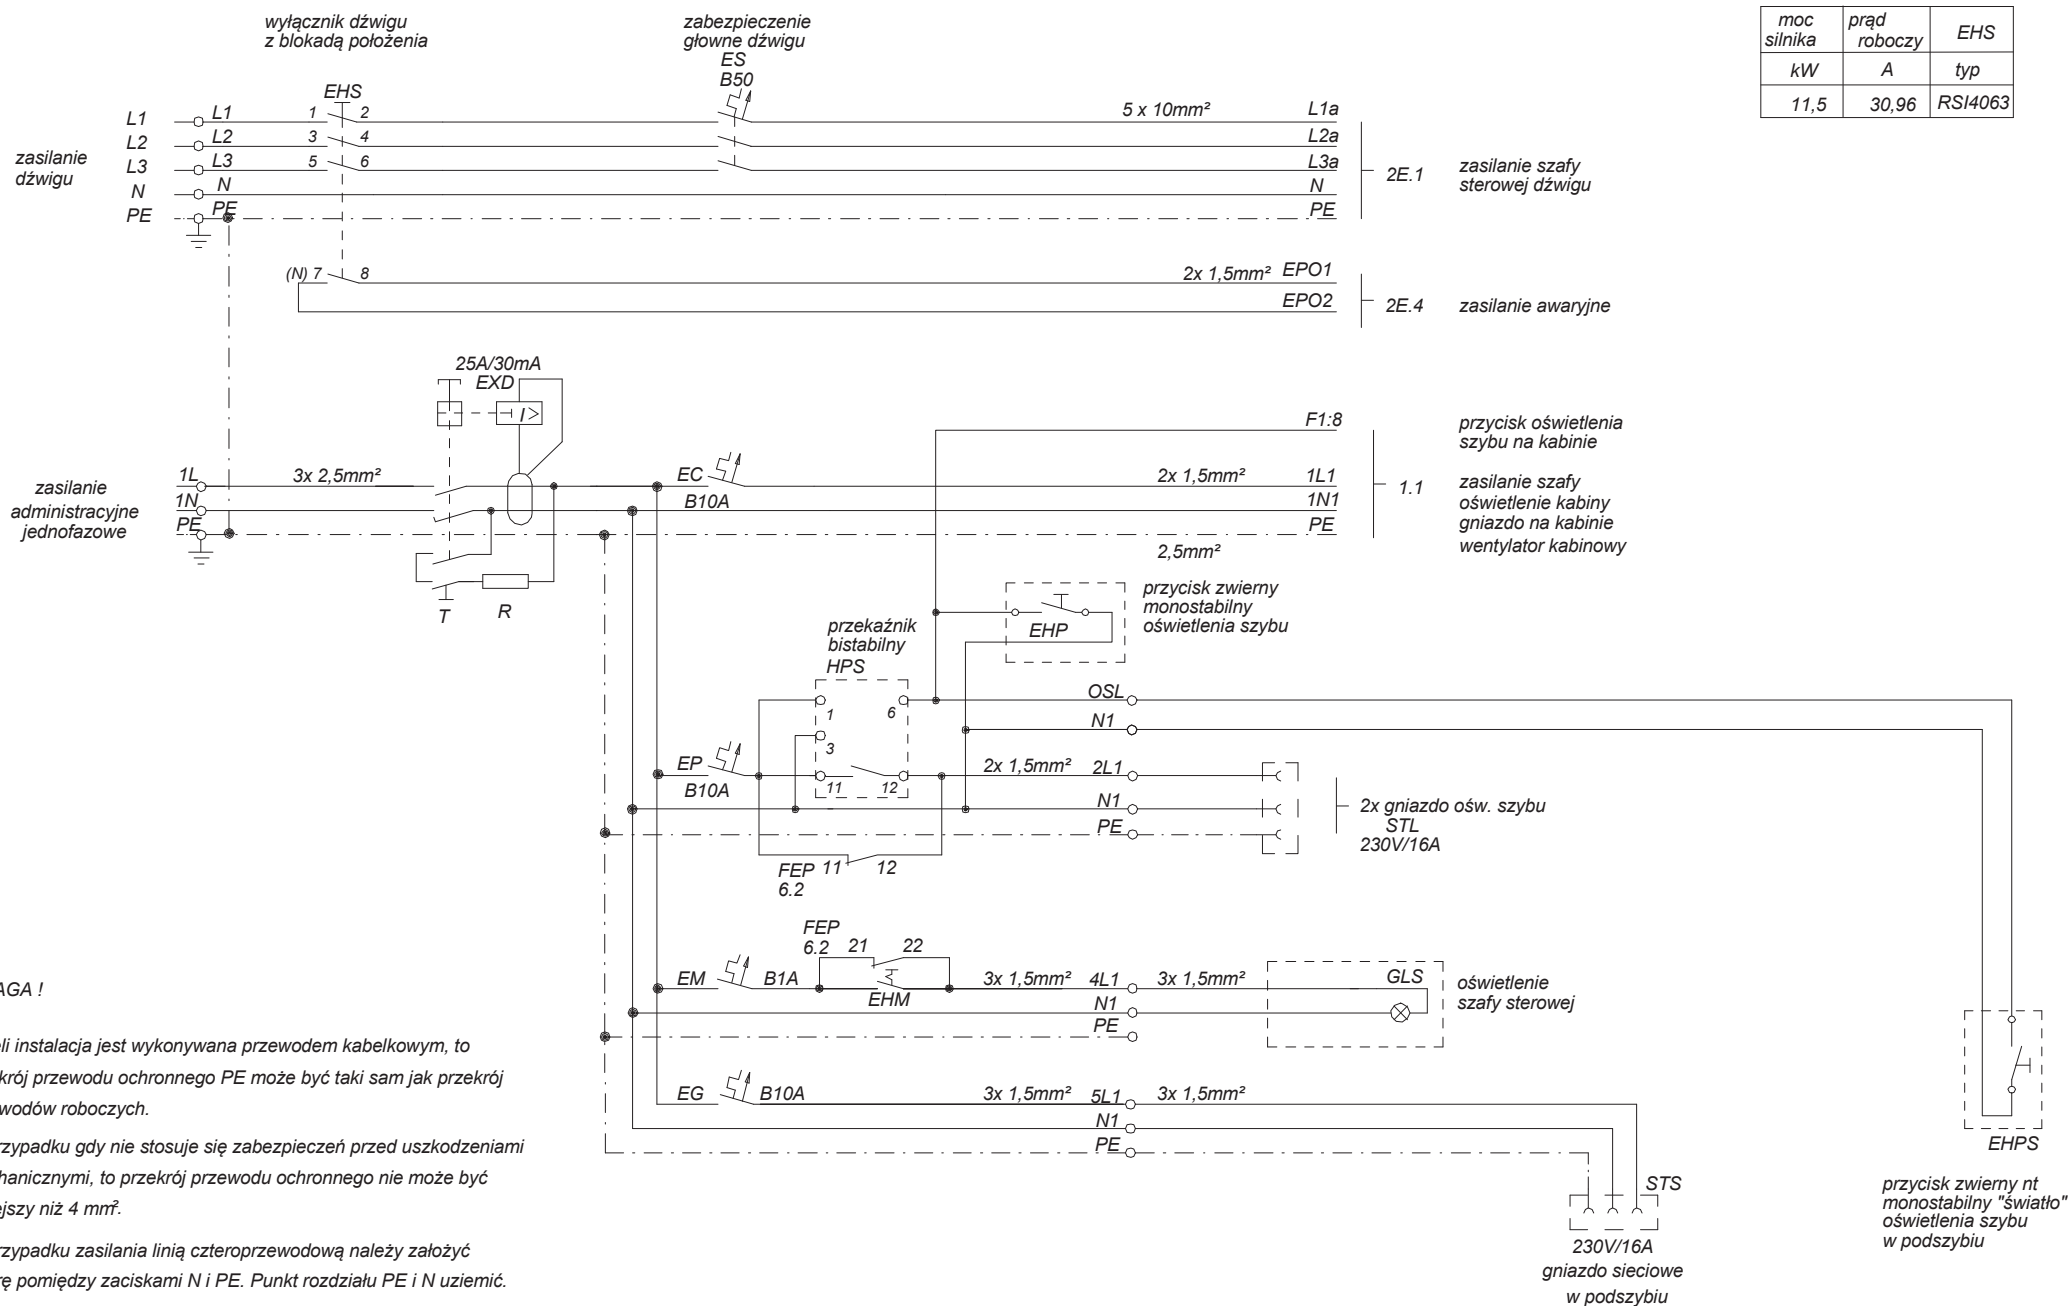 wyłącznik dźwigu
z blokadą położenia
zabezpieczenie
głowne dźwigu
ES
B50
moc silnika
prąd roboczy
EHS
kW
A
typ
11,5
30,96
RSI4063
EHS
zasilanie
dźwigu
L1
L1
1
2
5 x 10mm²
L1a
L2
L2
3
4
L2a
L3
L3
5
6
L3a
N
N
N
PE
PE
PE
2E.1
zasilanie szafy
sterowej dźwigu
(N) 7
8
2x 1,5mm²
EPO1
EPO2
2E.4
zasilanie awaryjne
25A/30mA
EXD
I>
F1:8
przycisk oświetlenia
szybu na kabinie
zasilanie
administracyjne
jednofazowe
1L
3x 2,5mm²
EC
B10A
2x 1,5mm²
1L1
1N
1N1
PE
PE
2,5mm²
1.1
zasilanie szafy
oświetlenie kabiny
gniazdo na kabinie
wentylator kabinowy
T
R
EHP
przycisk zwierny
monostabilny
oświetlenia szybu
przekaźnik
bistabilny
HPS
1
6
3
11
12
OSL
N1
EP
B10A
2x 1,5mm²
2L1
N1
PE
2x gniazdo ośw. szybu
STL
230V/16A
FEP
6.2
11
12
FEP
6.2
21
22
EM
B1A
EHM
3x 1,5mm²
4L1
3x 1,5mm²
N1
PE
GLS
oświetlenie
szafy sterowej
EG
B10A
3x 1,5mm²
5L1
3x 1,5mm²
N1
PE
STS
230V/16A
gniazdo sieciowe
w podszybiu
EHPS
przycisk zwierny nt
monostabilny "światło"
oświetlenia szybu
w podszybiu
AGA !
eli instalacja jest wykonywana przewodem kabelkowym, to
krój przewodu ochronnego PE może być taki sam jak przekrój
wodów roboczych.
rzypadku gdy nie stosuje się zabezpieczeń przed uszkodzeniami
hanicznymi, to przekrój przewodu ochronnego nie może być
ejszy niż 4 mm².
rzypadku zasilania linią czteroprzewodową należy założyć
rę pomiędzy zaciskami N i PE. Punkt rozdziału PE i N uziemić.